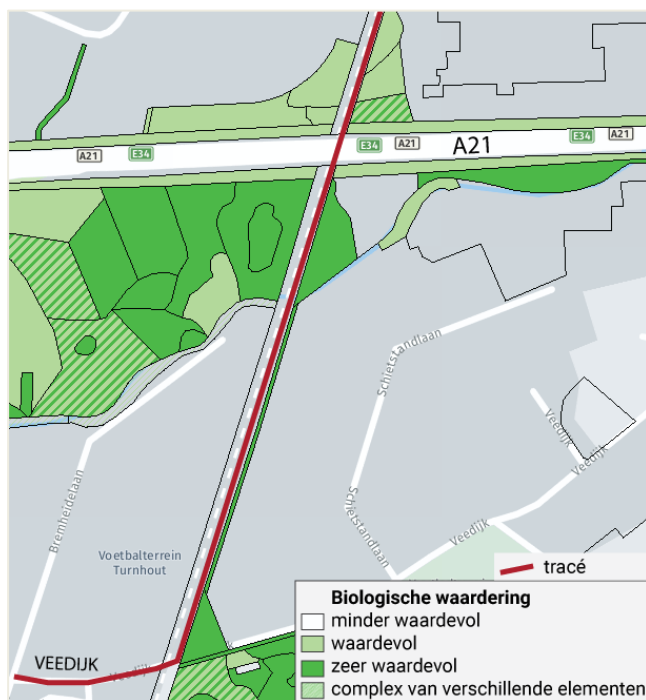 A21
E34
E34
A21
A21
E34
A21
Schietstandlaan
Veedijk
Veedijk
Bremheidelaan
Schietstandlaan
Veedijk
Voetbalterrein
Turnhout
tracé
Biologische waardering
minder waardevol
waardevol
zeer waardevol
complex van verschillende elementen
VEEDIJK
Veedijk